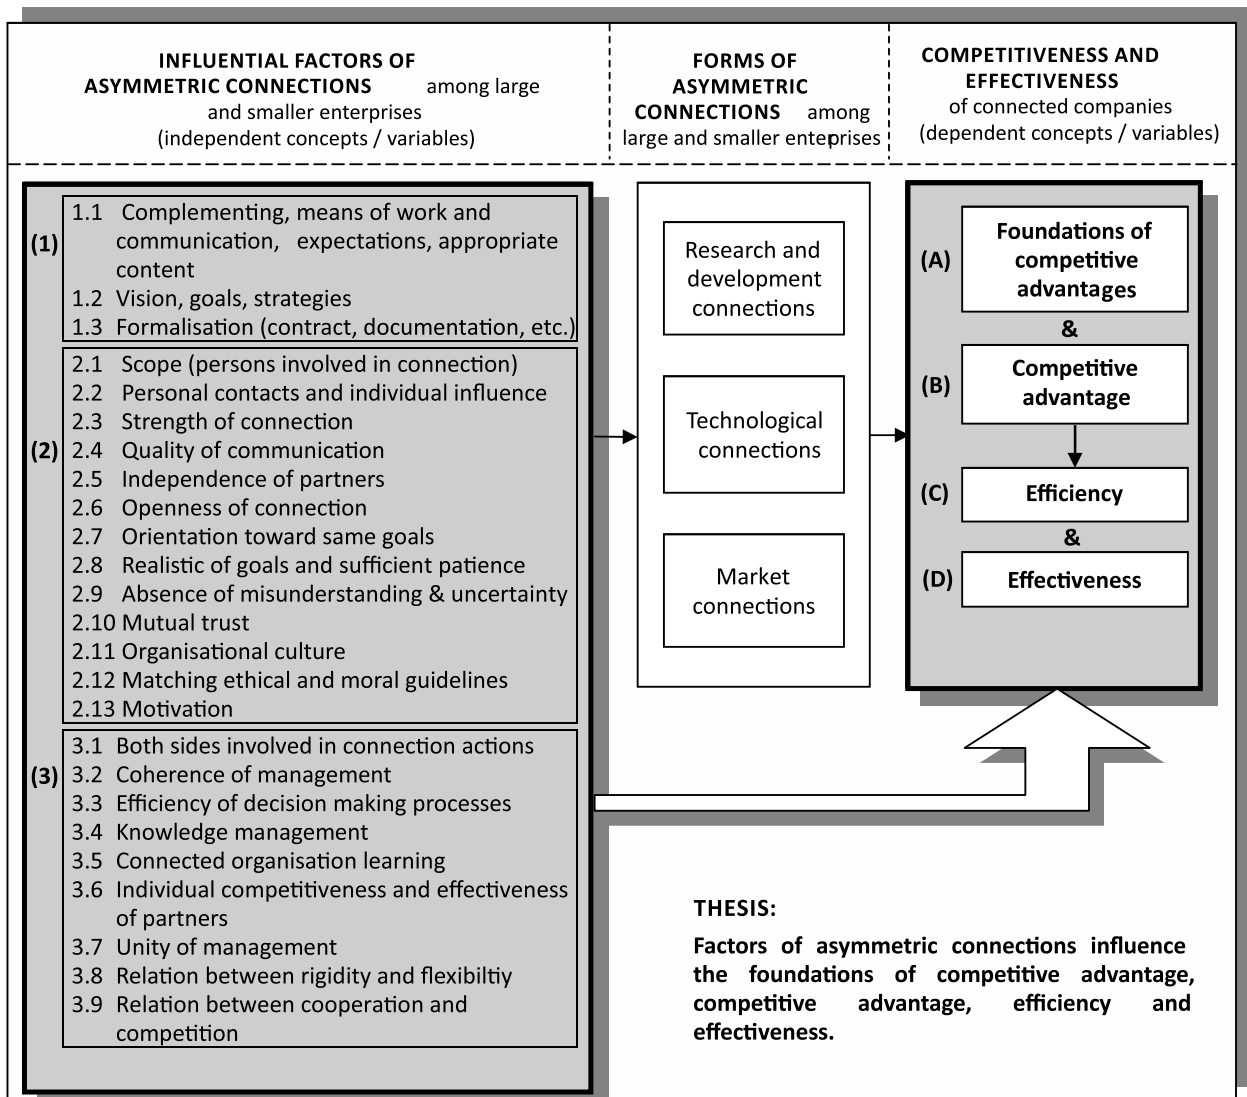 INFLUENTIAL FACTORS OF
ASYMMETRIC CONNECTIONS among large
and smaller enterprises
(independent concepts / variables)
FORMS OF
ASYMMETRIC
CONNECTIONS among
large and smaller enterprises
COMPETITIVENESS AND
EFFECTIVENESS
of connected companies
(dependent concepts / variables)
(1)
1.1 Complementing, means of work and
communication, expectations, appropriate
content
1.2 Vision, goals, strategies
1.3 Formalisation (contract, documentation, etc.)
(2)
2.1 Scope (persons involved in connection)
2.2 Personal contacts and individual influence
2.3 Strength of connection
2.4 Quality of communication
2.5 Independence of partners
2.6 Openness of connection
2.7 Orientation toward same goals
2.8 Realistic of goals and sufficient patience
2.9 Absence of misunderstanding & uncertainty
2.10 Mutual trust
2.11 Organisational culture
2.12 Matching ethical and moral guidelines
2.13 Motivation
(3)
3.1 Both sides involved in connection actions
3.2 Coherence of management
3.3 Efficiency of decision making processes
3.4 Knowledge management
3.5 Connected organisation learning
3.6 Individual competitiveness and effectiveness
of partners
3.7 Unity of management
3.8 Relation between rigidity and flexibiltiy
3.9 Relation between cooperation and
competition
Research and
development
connections
Technological
connections
Market
connections
(A)
Foundations of
competitive
advantages
&
(B)
Competitive
advantage
(C)
Efficiency
&
(D)
Effectiveness
THESIS:
Factors of asymmetric connections influence
the foundations of competitive advantage,
competitive advantage, efficiency and
effectiveness.